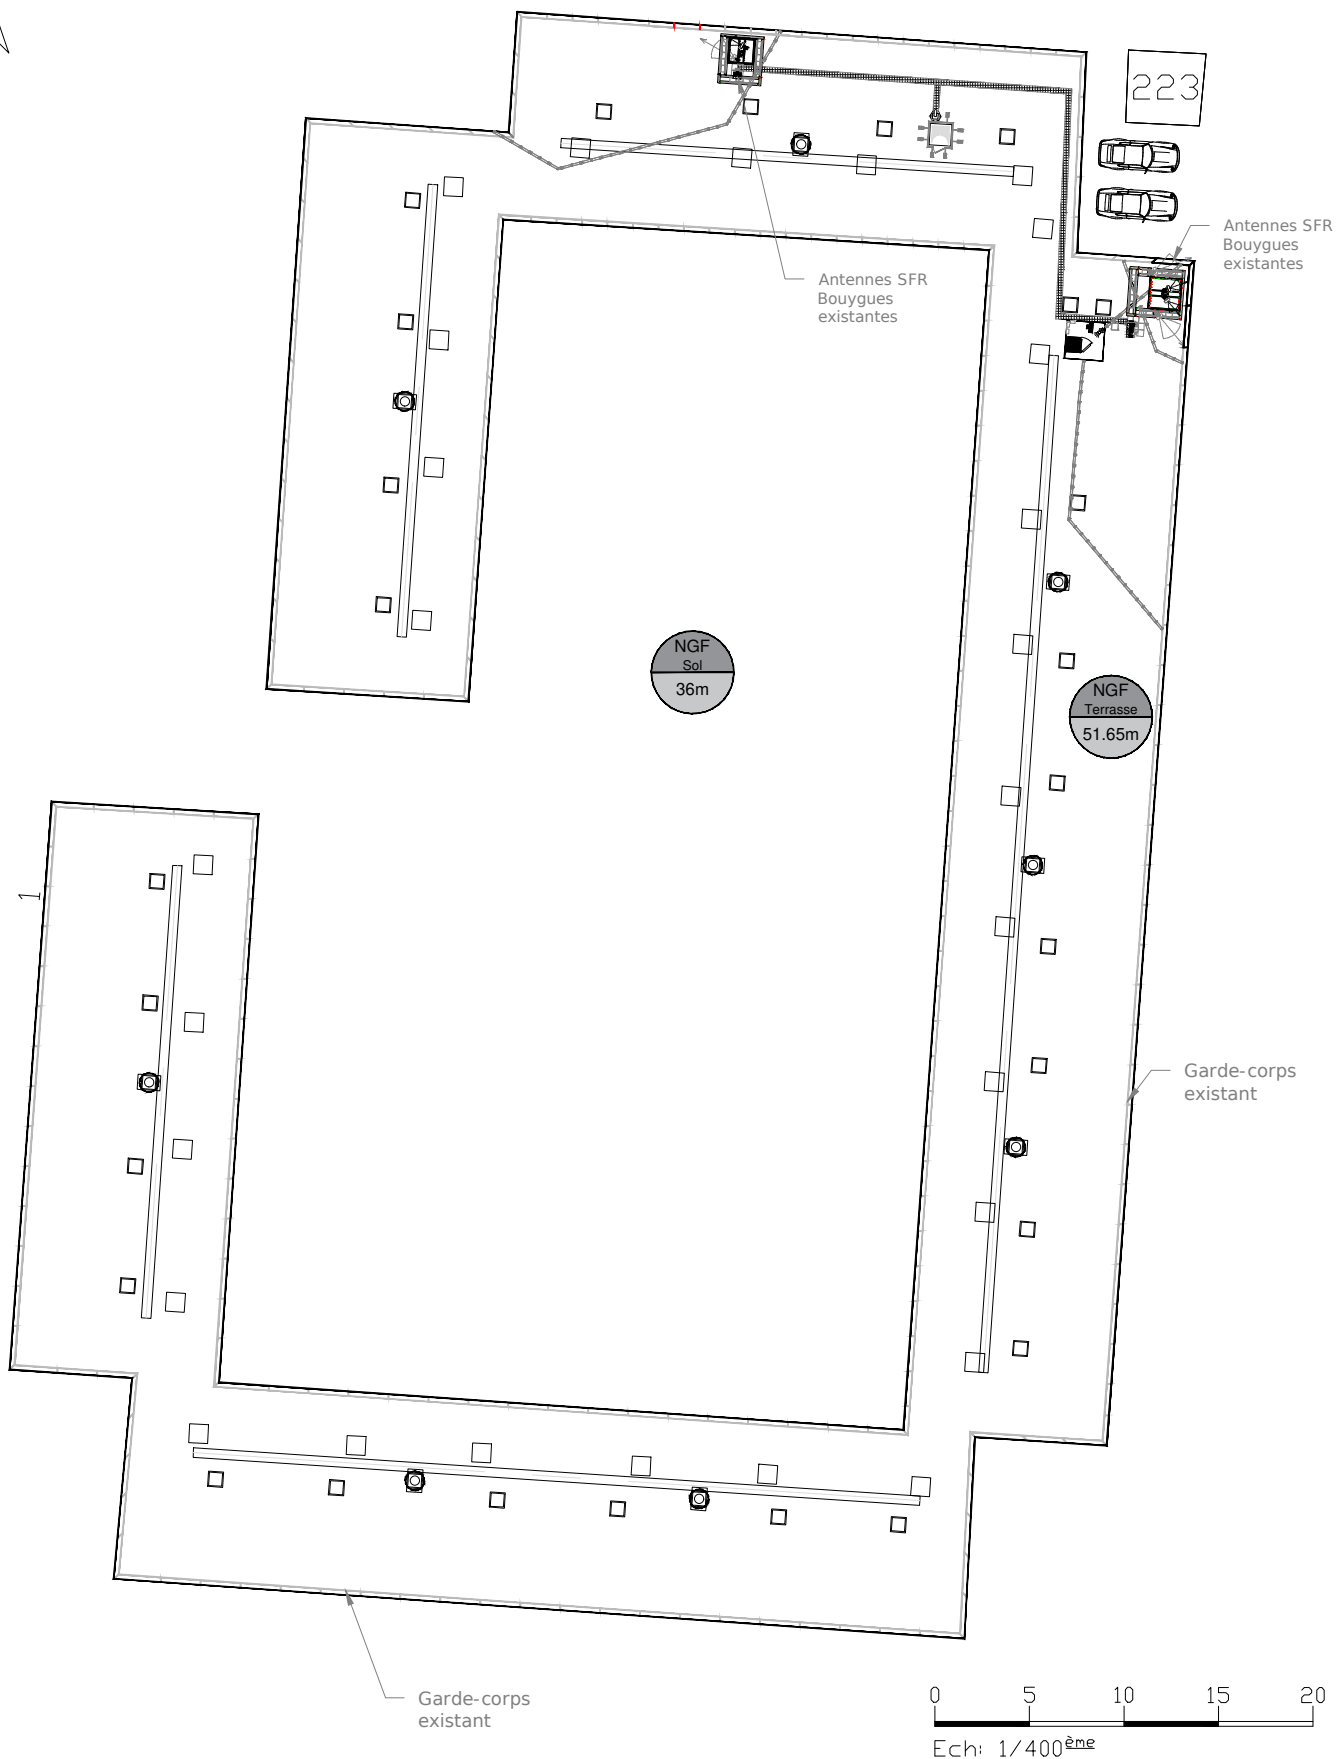 223
Antennes SFR
Bouygues
existantes
Antennes SFR
Bouygues
existantes
NGF
Sol
36m
NGF
Terrasse
51.65m
1
Garde-corps
existant
Garde-corps
existant
0 5 10 15 20
Ech: 1/400ème